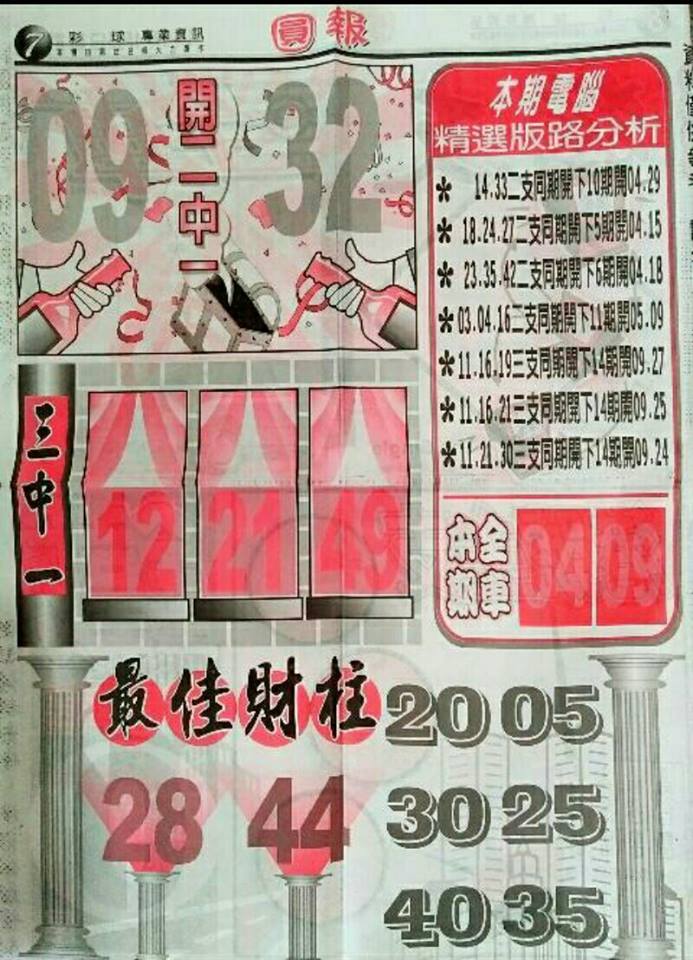 7 彩球 專業資訊
圓報
09 開二中一 32
本期電腦
精選版路分析
* 14.33二支同期開下10期開04.29
* 18.24.27二支同期開下5期開04.15
* 23.35.42二支同期開下6期開04.18
* 03.04.16三支同期開下11期開05.09
* 11.16.19三支同期開下14期開09.27
* 11.16.21三支同期開下14期開09.25
* 11.21.30三支同期開下14期開09.24
三中一
12 21 49
本期全車 04 09
最佳財柱
28 44
20 05
30 25
40 35